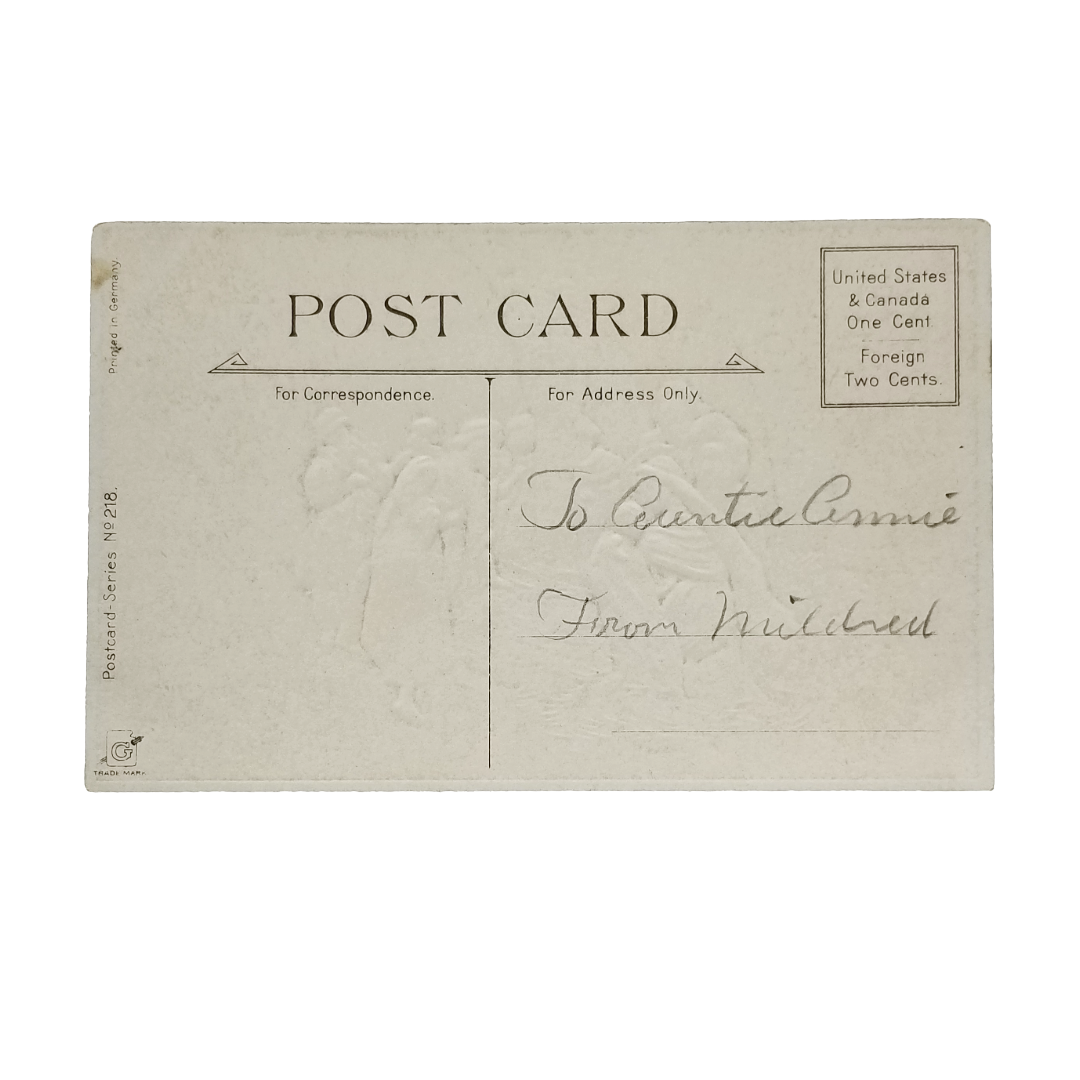 Printed in Germany.
POST CARD
United States
& Canada
One Cent.
Foreign
Two Cents.
For Correspondence.
For Address Only.
To Auntie Annie
From Mildred
Postcard-Series Nº 218.
G
TRADE MARK